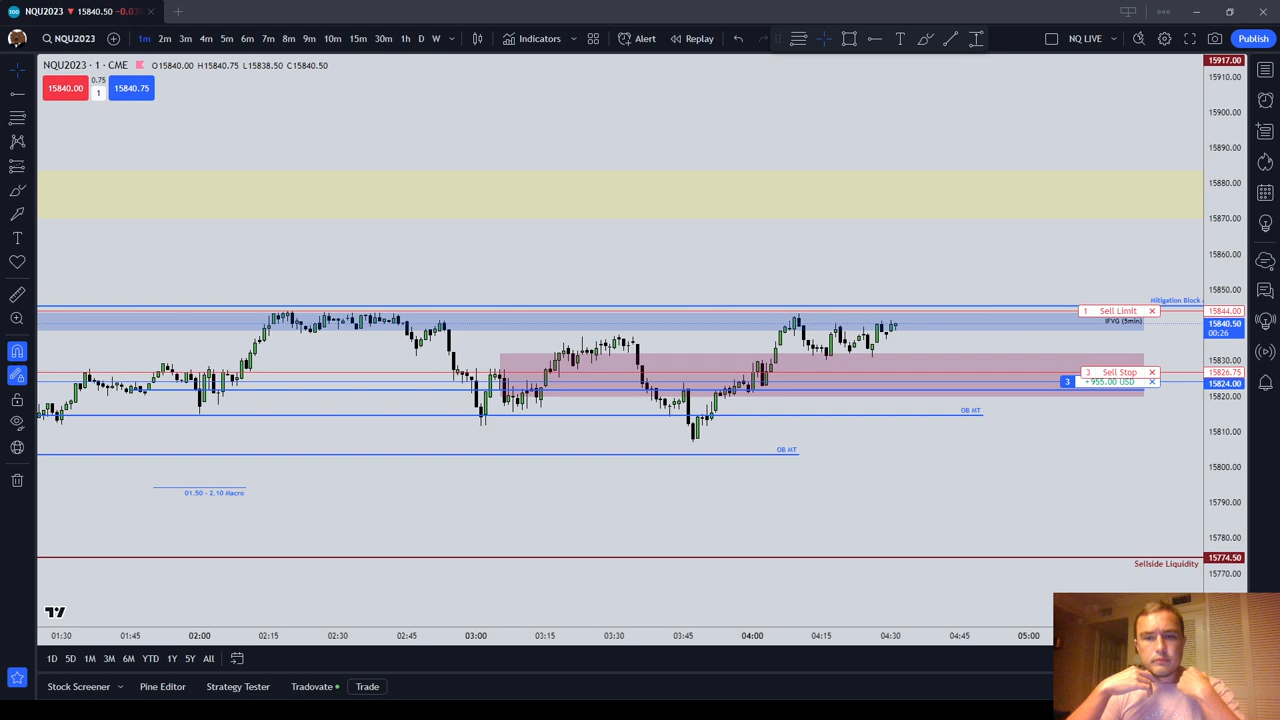 NQU2023 15840.50 -0.03
NQU2023 1m 2m 3m 4m 5m 6m 7m 8m 9m 10m 15m 30m 1h D W Indicators Alert Replay NQ LIVE Publish
NQU2023 · 1 · CME O15840.00 H15840.75 L15838.50 C15840.50
15840.00 0.75 1 15840.75
15917.00
15910.00
15900.00
15890.00
15880.00
15870.00
15860.00
15850.00
Mitigation Block
1 Sell Limit 15844.00
IFVG (5min) 15840.50
00:26
15830.00
3 Sell Stop 15826.75
3 +955.00 USD 15824.00
15820.00
OB MT
15810.00
OB MT
15800.00
01.50 - 2.10 Macro
15790.00
15780.00
15774.50
Sellside Liquidity
15770.00
01:30 01:45 02:00 02:15 02:30 02:45 03:00 03:15 03:30 03:45 04:00 04:15 04:30 04:45 05:00
1D 5D 1M 3M 6M YTD 1Y 5Y All
Stock Screener Pine Editor Strategy Tester Tradovate Trade